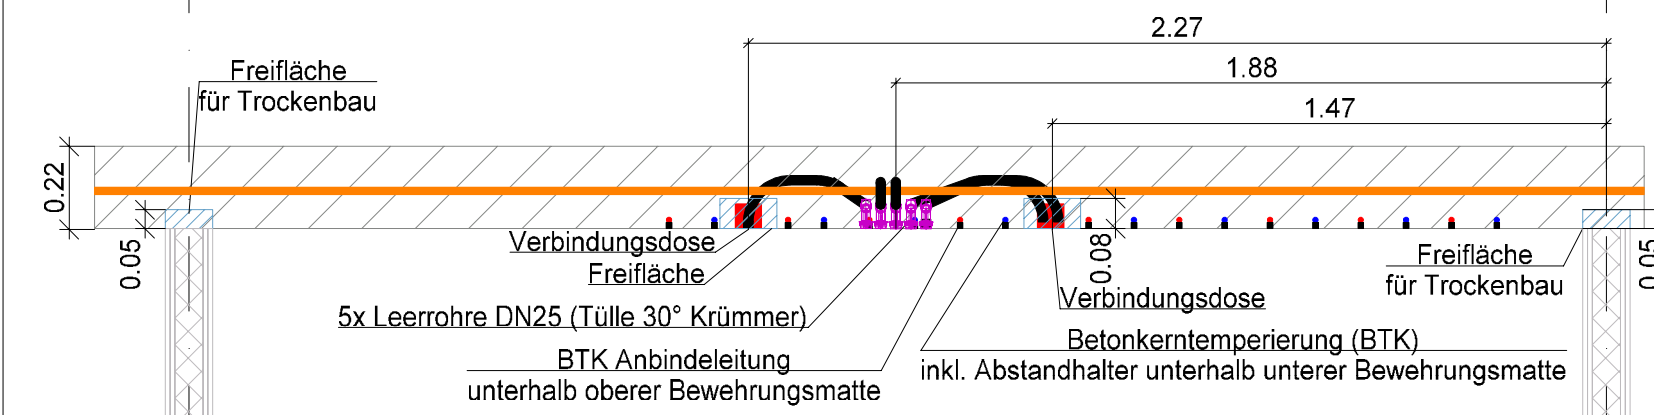 2.27
1.88
1.47
Freifläche
für Trockenbau
0.22
0.05
Verbindungsdose
Freifläche
5x Leerrohre DN25 (Tülle 30° Krümmer)
BTK Anbindeleitung
unterhalb oberer Bewehrungsmatte
0.08
Verbindungsdose
Betonkerntemperierung (BTK)
inkl. Abstandhalter unterhalb unterer Bewehrungsmatte
Freifläche
für Trockenbau
0.05